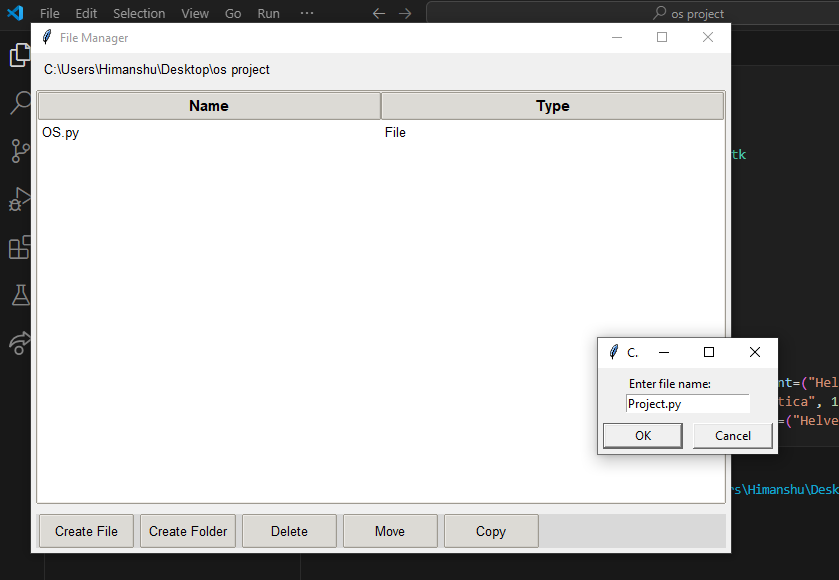 File Edit Selection View Go Run ··· os project
File Manager
C:\Users\Himanshu\Desktop\os project
Name Type
OS.py File
tk
C.
Enter file name:
Project.py
OK Cancel
nt=("Hel
tica", 1
=("Helve
s\Himanshu\Desk
Create File Create Folder Delete Move Copy